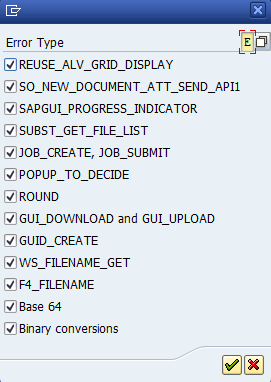 Error Type
E
REUSE_ALV_GRID_DISPLAY
SO_NEW_DOCUMENT_ATT_SEND_API1
SAPGUI_PROGRESS_INDICATOR
SUBST_GET_FILE_LIST
JOB_CREATE, JOB_SUBMIT
POPUP_TO_DECIDE
ROUND
GUI_DOWNLOAD and GUI_UPLOAD
GUID_CREATE
WS_FILENAME_GET
F4_FILENAME
Base 64
Binary conversions